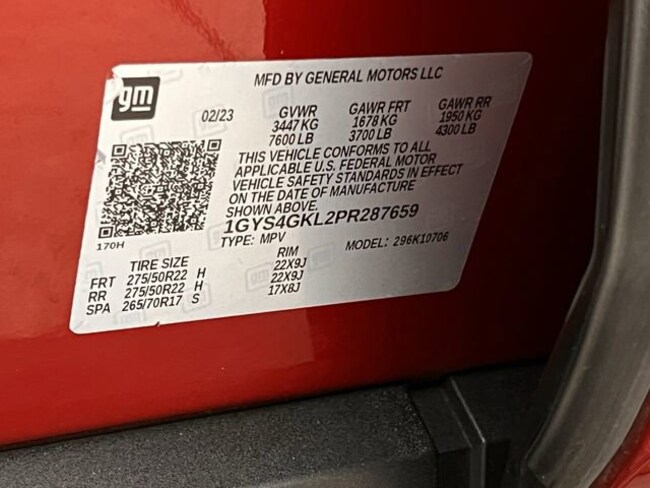 gm
MFD BY GENERAL MOTORS LLC
02/23 GVWR GAWR FRT GAWR RR
3447 KG 1678 KG 1950 KG
7600 LB 3700 LB 4300 LB
THIS VEHICLE CONFORMS TO ALL
APPLICABLE U.S. FEDERAL MOTOR
VEHICLE SAFETY STANDARDS IN EFFECT
ON THE DATE OF MANUFACTURE
SHOWN ABOVE.
1GYS4GKL2PR287659
170H
TYPE: MPV MODEL: 296K10706
TIRE SIZE RIM
FRT 275/50R22 H 22X9J
RR 275/50R22 H 22X9J
SPA 265/70R17 S 17X8J